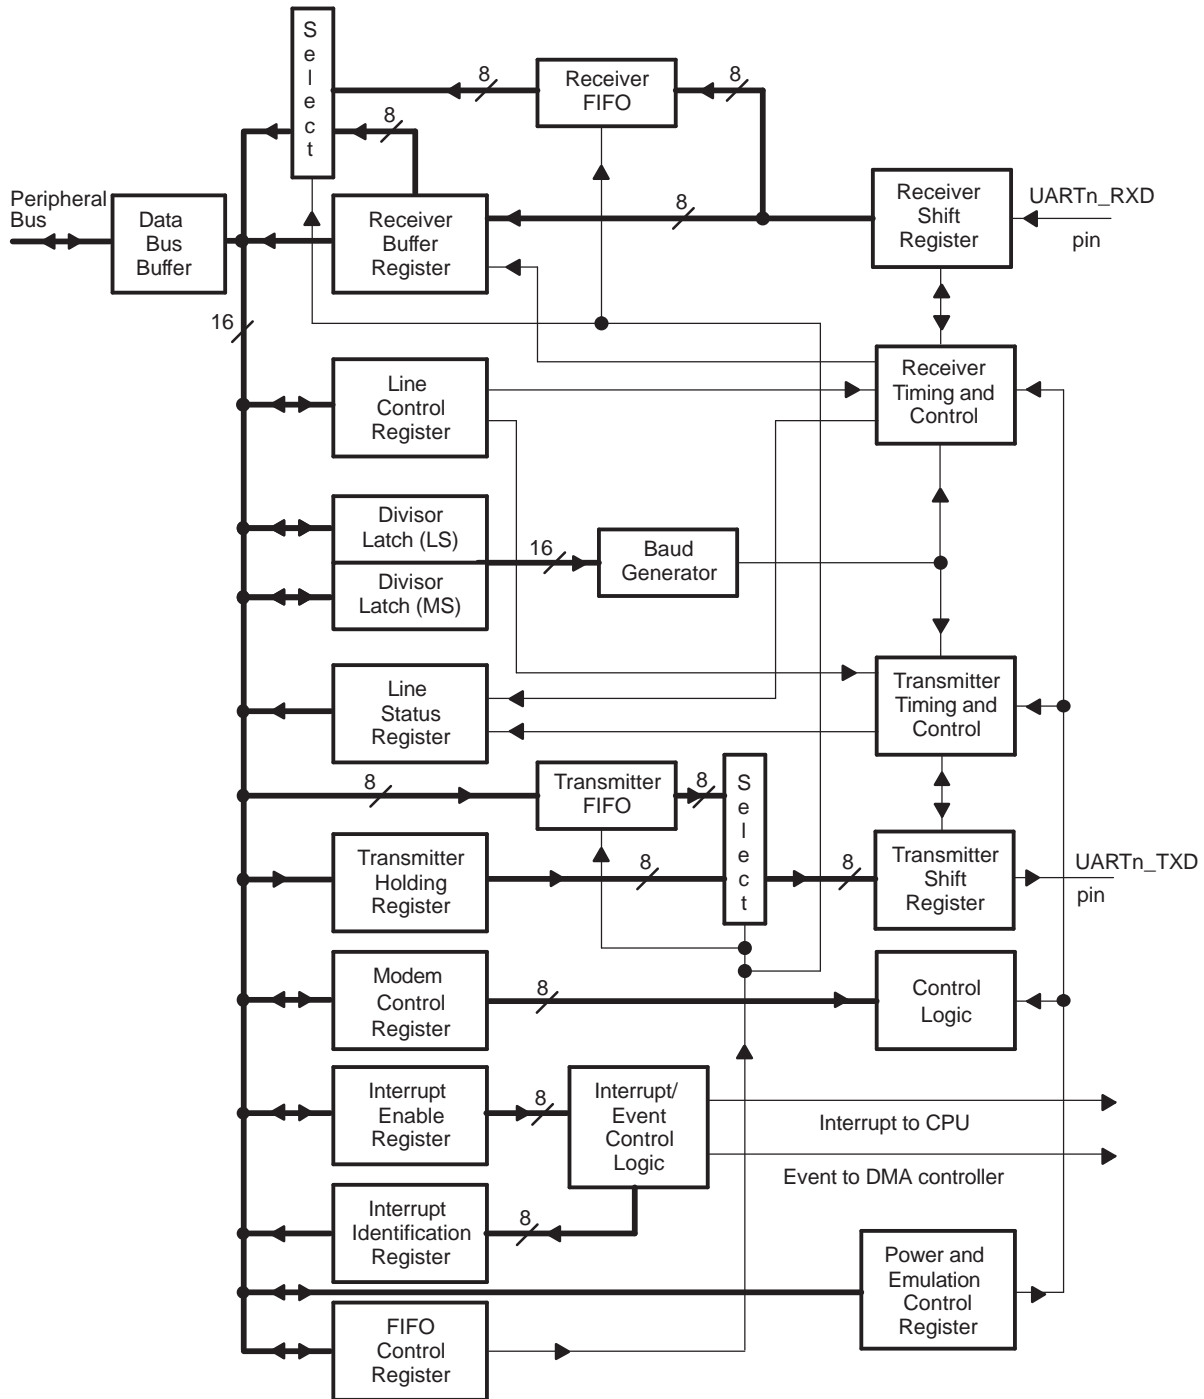 S
e
l
e
c
t
8
Receiver
FIFO
8
8
Peripheral
Bus
Data
Bus
Buffer
Receiver
Buffer
Register
8
Receiver
Shift
Register
UARTn_RXD
pin
16
Line
Control
Register
Receiver
Timing and
Control
Divisor
Latch (LS)
Divisor
Latch (MS)
16
Baud
Generator
Line
Status
Register
Transmitter
Timing and
Control
8
Transmitter
FIFO
8
S
e
l
e
c
t
Transmitter
Holding
Register
8
8
Transmitter
Shift
Register
UARTn_TXD
pin
Modem
Control
Register
8
Control
Logic
Interrupt
Enable
Register
8
Interrupt/
Event
Control
Logic
Interrupt to CPU
Event to DMA controller
Interrupt
Identification
Register
8
Power and
Emulation
Control
Register
FIFO
Control
Register